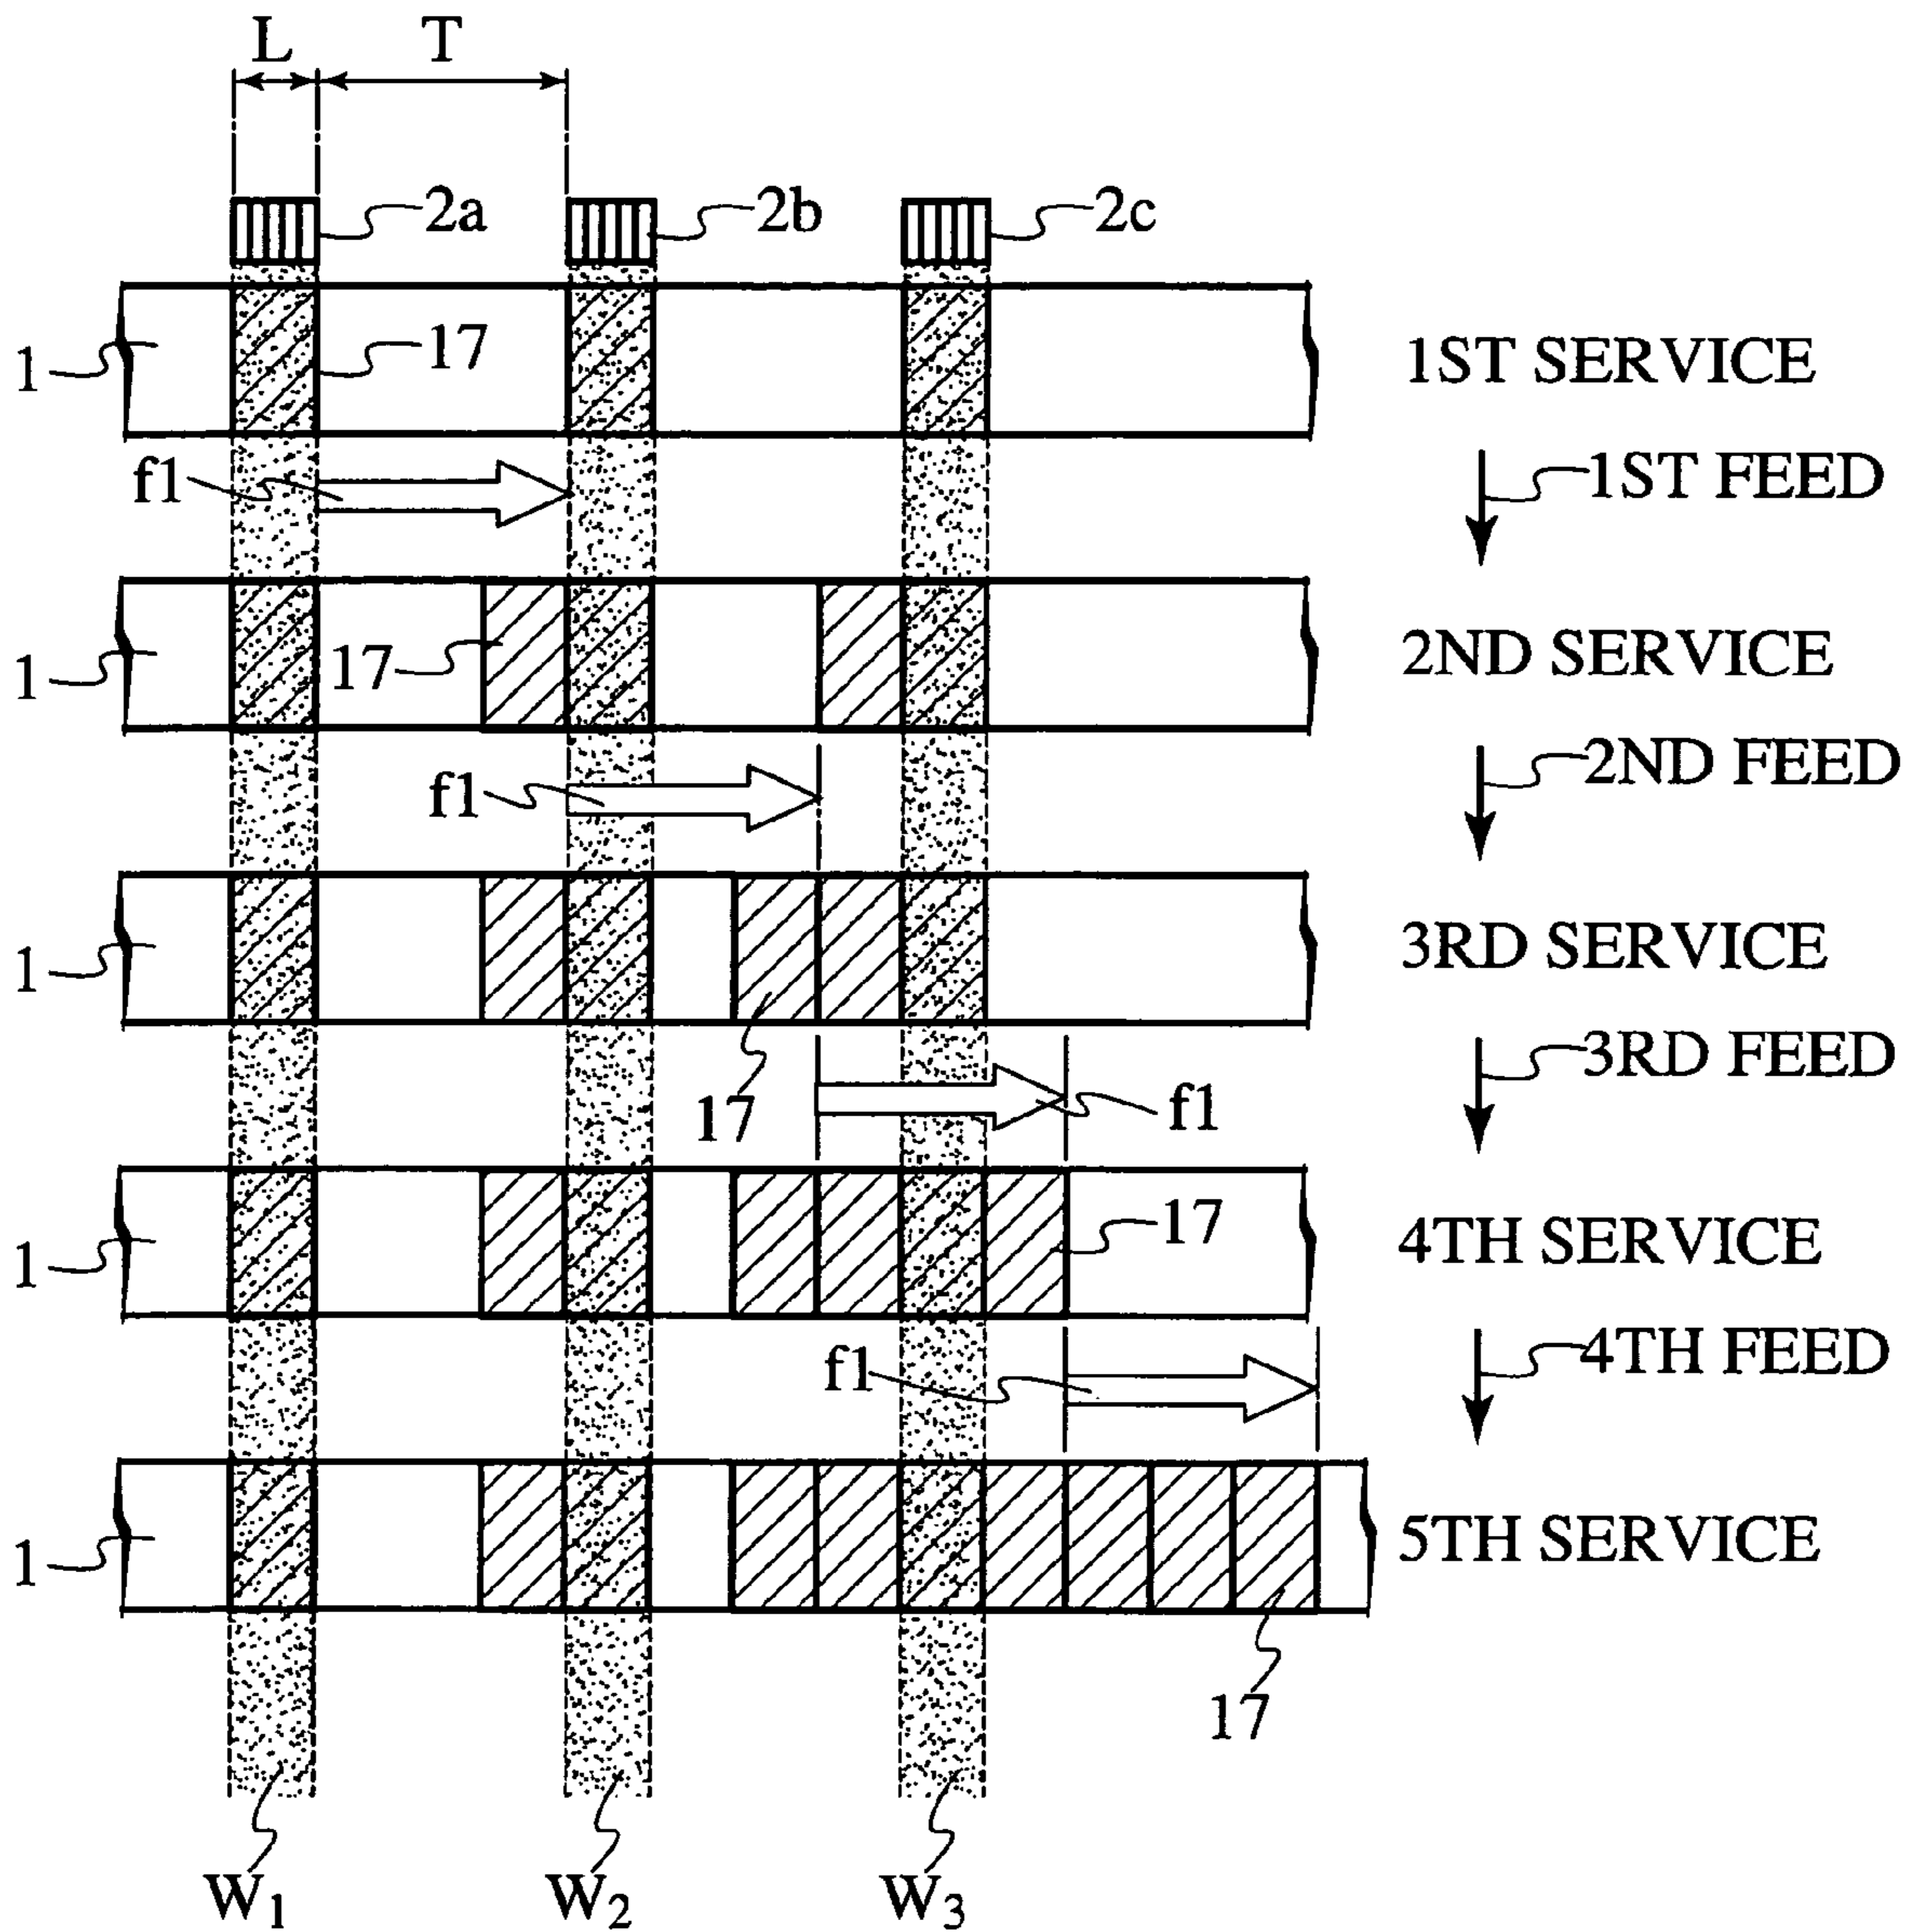 L T
2a 2b 2c
1 17 1ST SERVICE
f1 1ST FEED
1 17 2ND SERVICE
f1 2ND FEED
1 3RD SERVICE
17 f1 3RD FEED
1 17 4TH SERVICE
f1 4TH FEED
1 5TH SERVICE
17
W1 W2 W3